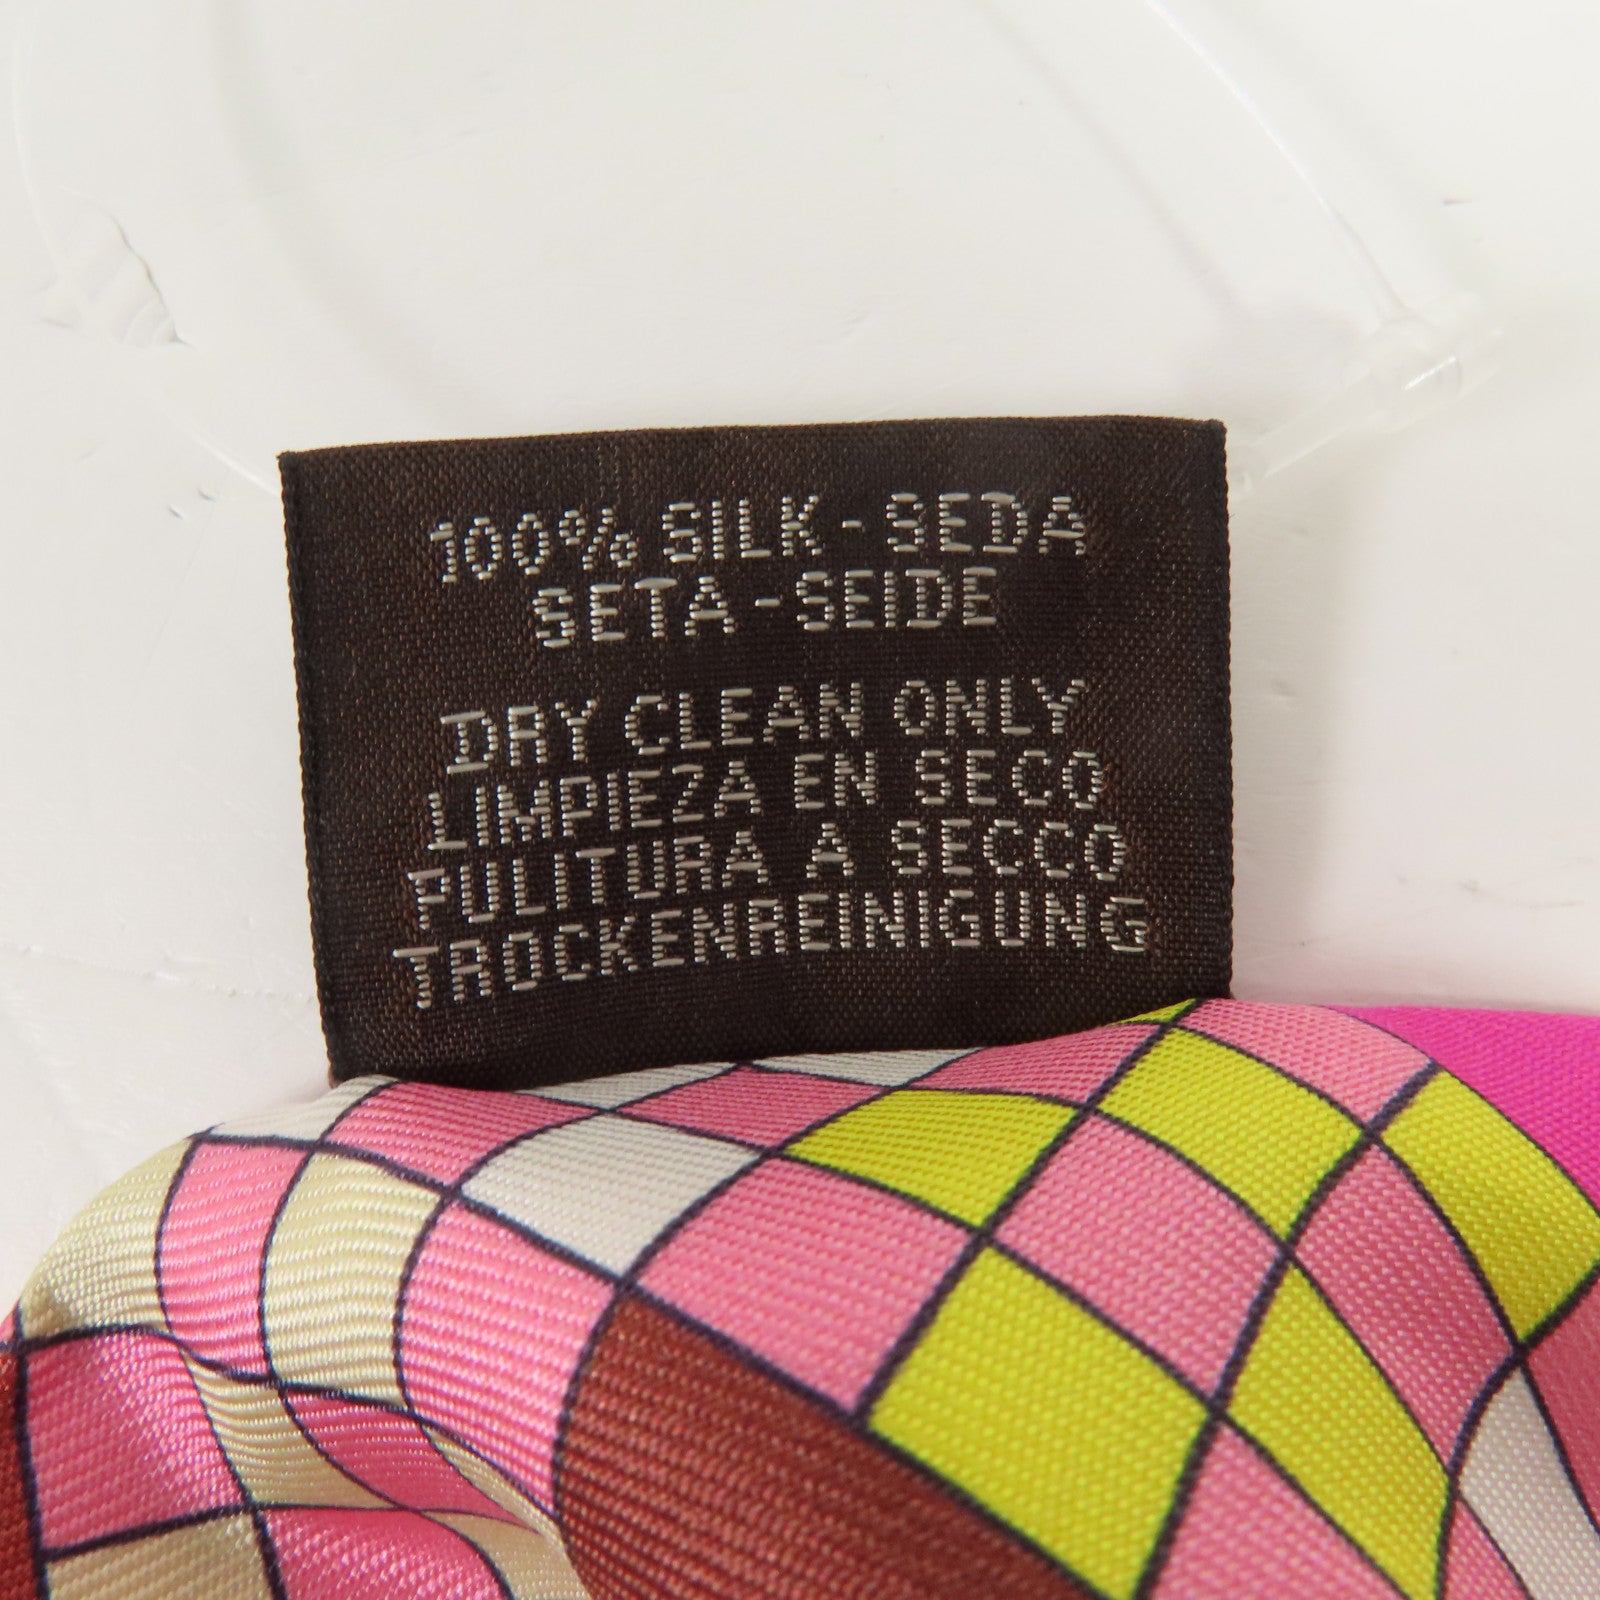 100% SILK - SEDA
SETA - SEIDE
DRY CLEAN ONLY
LIMPIEZA EN SECO
PULITURA A SECCO
TROCKENREINIGUNG